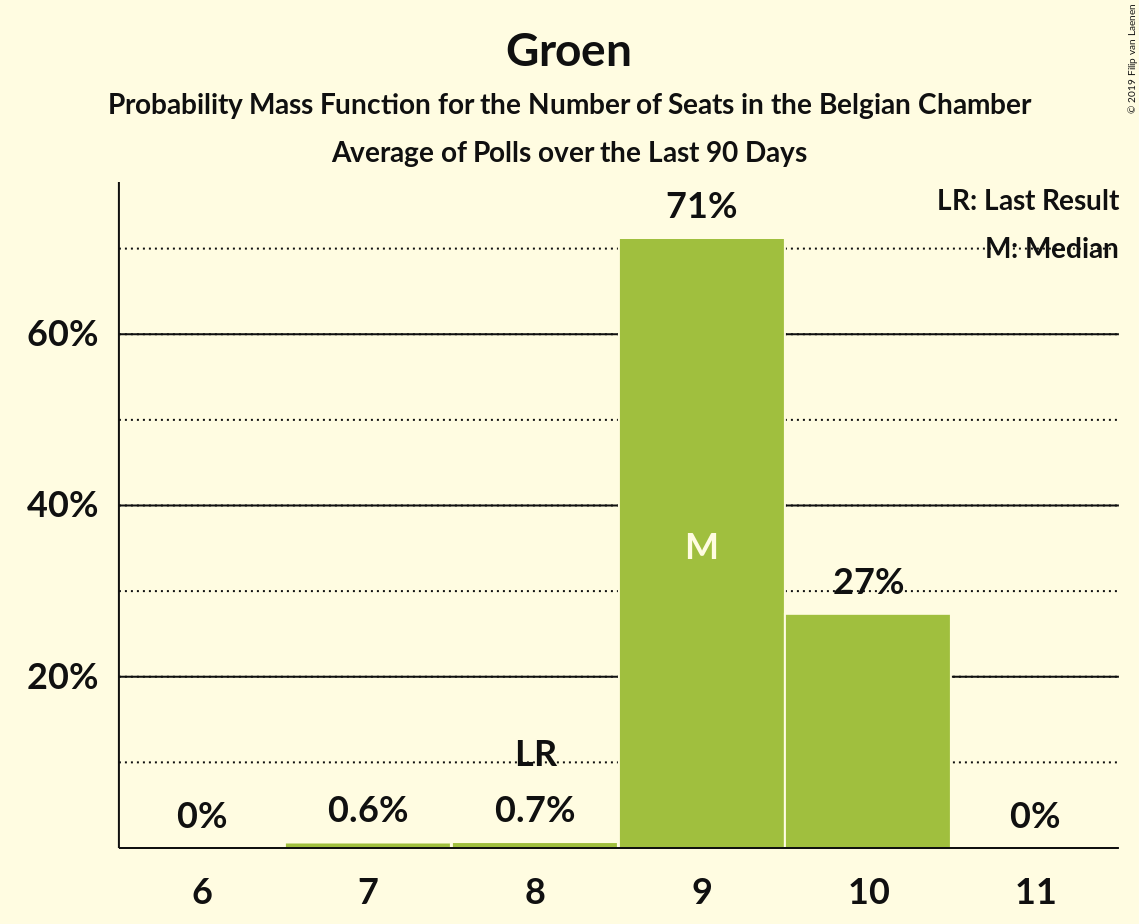 Groen
Probability Mass Function for the Number of Seats in the Belgian Chamber
Average of Polls over the Last 90 Days
© 2019 Filip van Laenen
LR: Last Result
M: Median
71%
60%
40%
M
27%
20%
LR
0%
0.6%
0.7%
0%
6 7 8 9 10 11